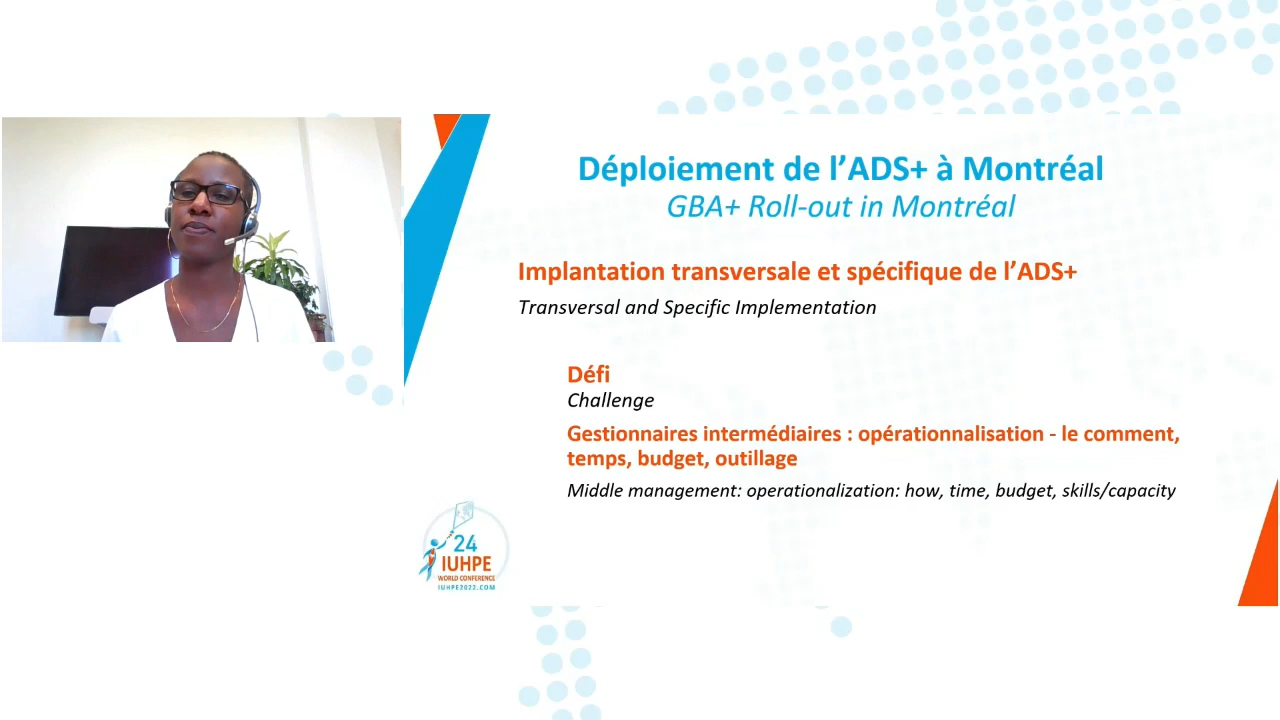 Déploiement de l'ADS+ à Montréal
GBA+ Roll-out in Montréal
Implantation transversale et spécifique de l'ADS+
Transversal and Specific Implementation
Défi
Challenge
Gestionnaires intermédiaires : opérationnalisation - le comment,
temps, budget, outillage
Middle management: operationalization: how, time, budget, skills/capacity
24
IUHPE
WORLD CONFERENCE
IUHPE2022.COM